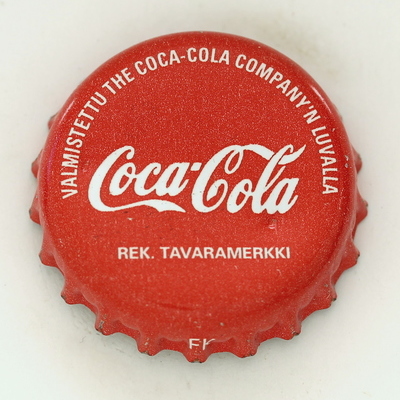 VALMISTETTU THE COCA-COLA COMPANY'N LUVALLA
Coca-Cola
REK. TAVARAMERKKI